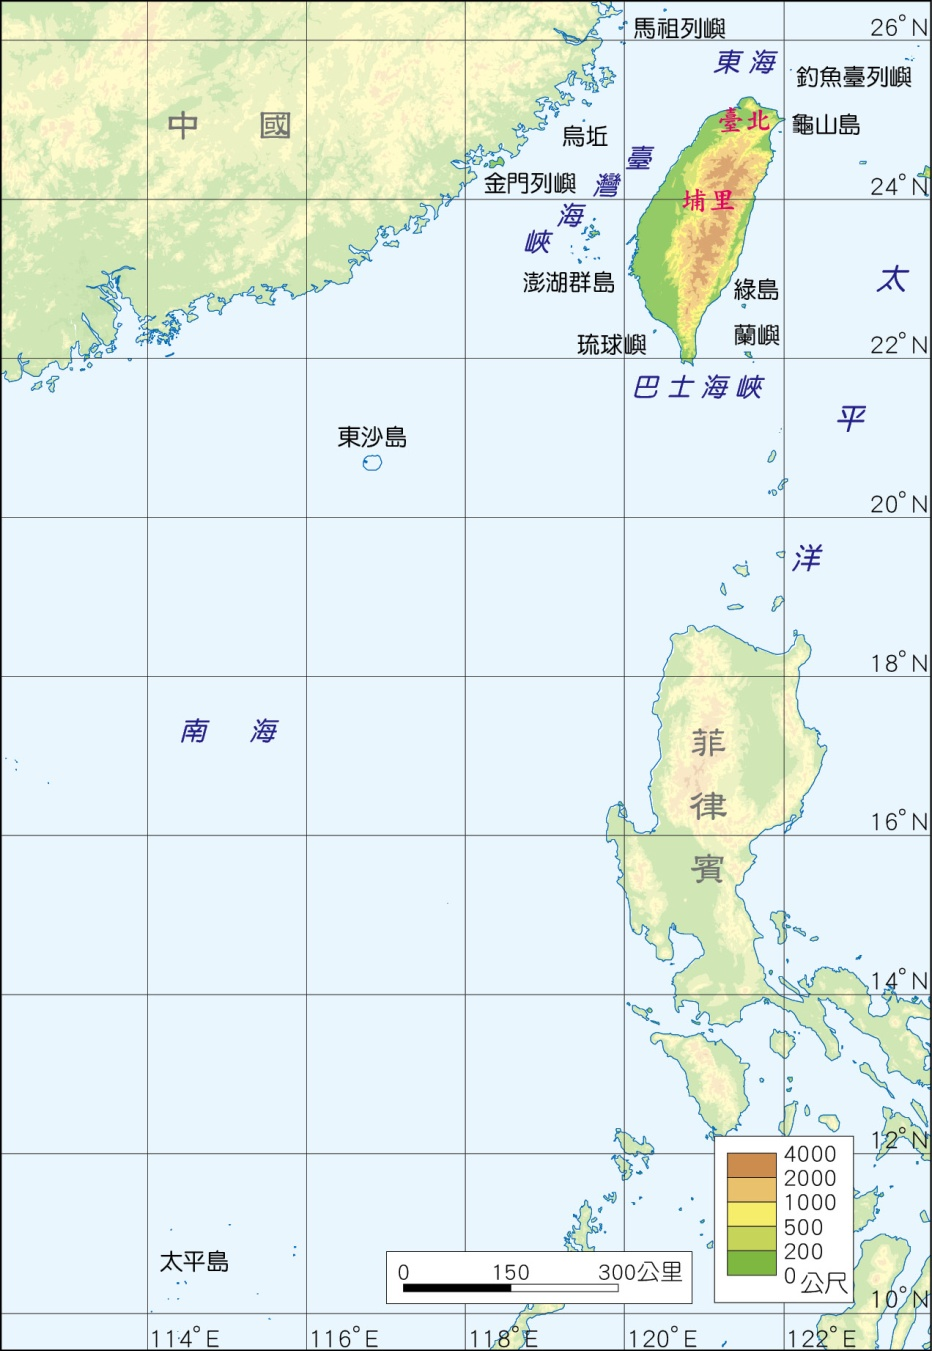 馬祖列嶼
26°N
東海
釣魚臺列嶼
中國
臺北
龜山島
烏坵
臺灣海峽
金門列嶼
24°N
埔里
澎湖群島
綠島
太平洋
琉球嶼
蘭嶼
22°N
巴士海峽
東沙島
20°N
18°N
南海
菲律賓
16°N
14°N
12°N
4000
2000
1000
500
200
0公尺
太平島
0 150 300公里
10°N
114°E 116°E 118°E 120°E 122°E